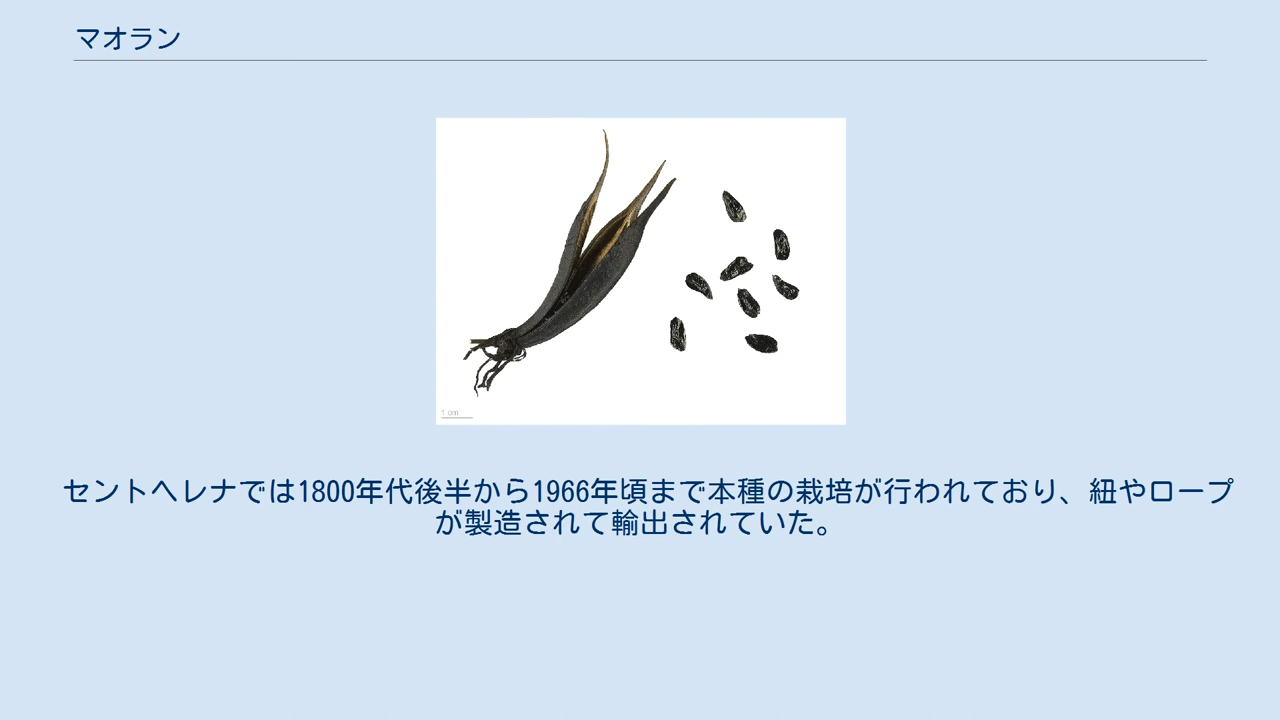 マオラン
1 cm
セントヘレナでは1800年代後半から1966年頃まで本種の栽培が行われており、紐やロープ
が製造されて輸出されていた。